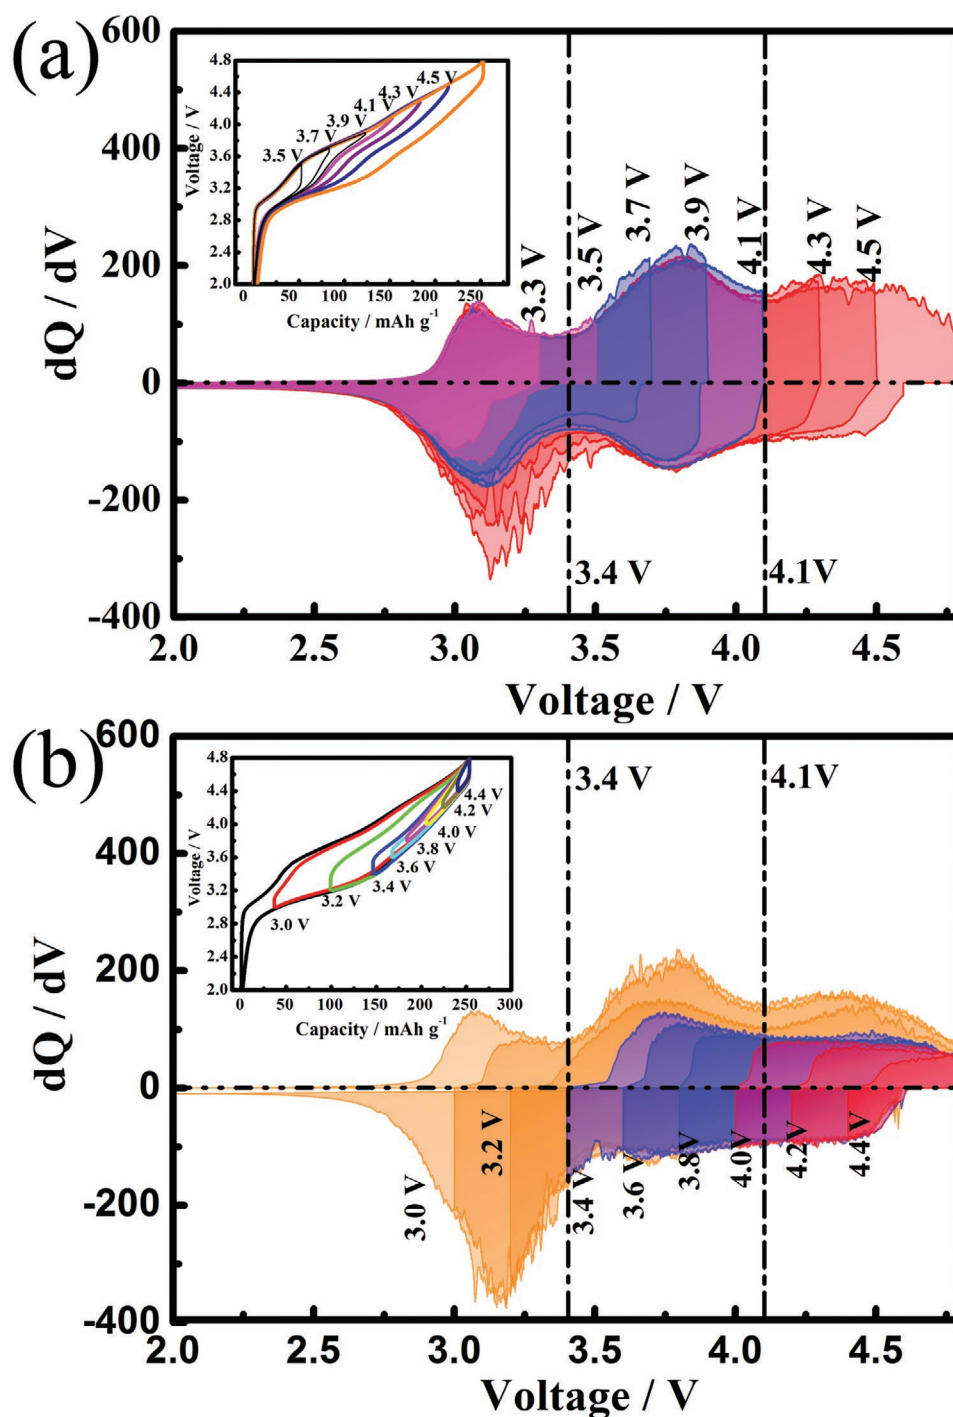 (a)
600
400
200
0
-200
-400
dQ / dV
2.0 2.5 3.0 3.5 4.0 4.5
Voltage / V
3.3 V
3.5 V
3.7 V
3.9 V
4.1 V
4.3 V
4.5 V
3.4 V
4.1V
4.8
4.4
4.0
3.6
3.2
2.8
2.4
2.0
Voltage / V
0 50 100 150 200 250
Capacity / mAh g-1
3.5 V
3.7 V
3.9 V
4.1 V
4.3 V
4.5 V
(b)
600
400
200
0
-200
-400
dQ / dV
2.0 2.5 3.0 3.5 4.0 4.5
Voltage / V
3.4 V
4.1V
3.0 V
3.2 V
3.4 V
3.6 V
3.8V
4.0V
4.2 V
4.4 V
4.8
4.4
4.0
3.6
3.2
2.8
2.4
2.0
Voltage / V
0 50 100 150 200 250 300
Capacity / mAh g-1
4.4 V
4.2 V
4.0 V
3.8 V
3.6 V
3.4 V
3.2 V
3.0 V